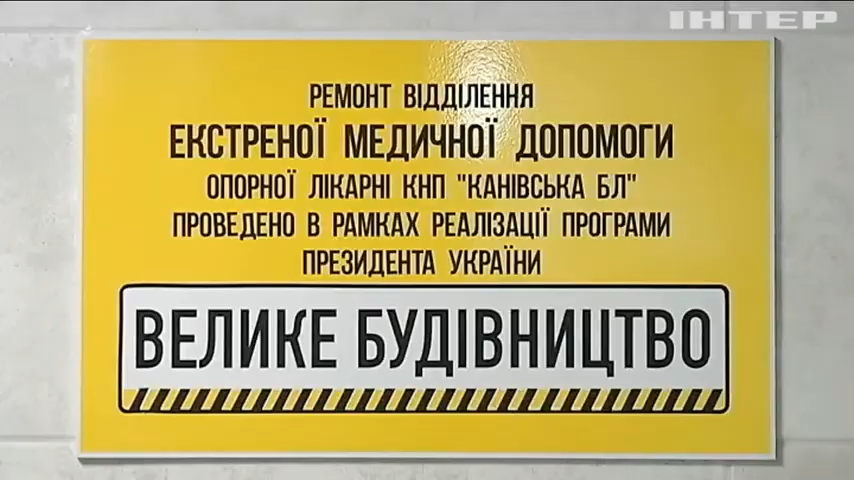 ІНТЕР
РЕМОНТ ВІДДІЛЕННЯ
ЕКСТРЕНОЇ МЕДИЧНОЇ ДОПОМОГИ
ОПОРНОЇ ЛІКАРНІ КНП "КАНІВСЬКА БЛ"
ПРОВЕДЕНО В РАМКАХ РЕАЛІЗАЦІЇ ПРОГРАМИ
ПРЕЗИДЕНТА УКРАЇНИ
ВЕЛИКЕ БУДІВНИЦТВО